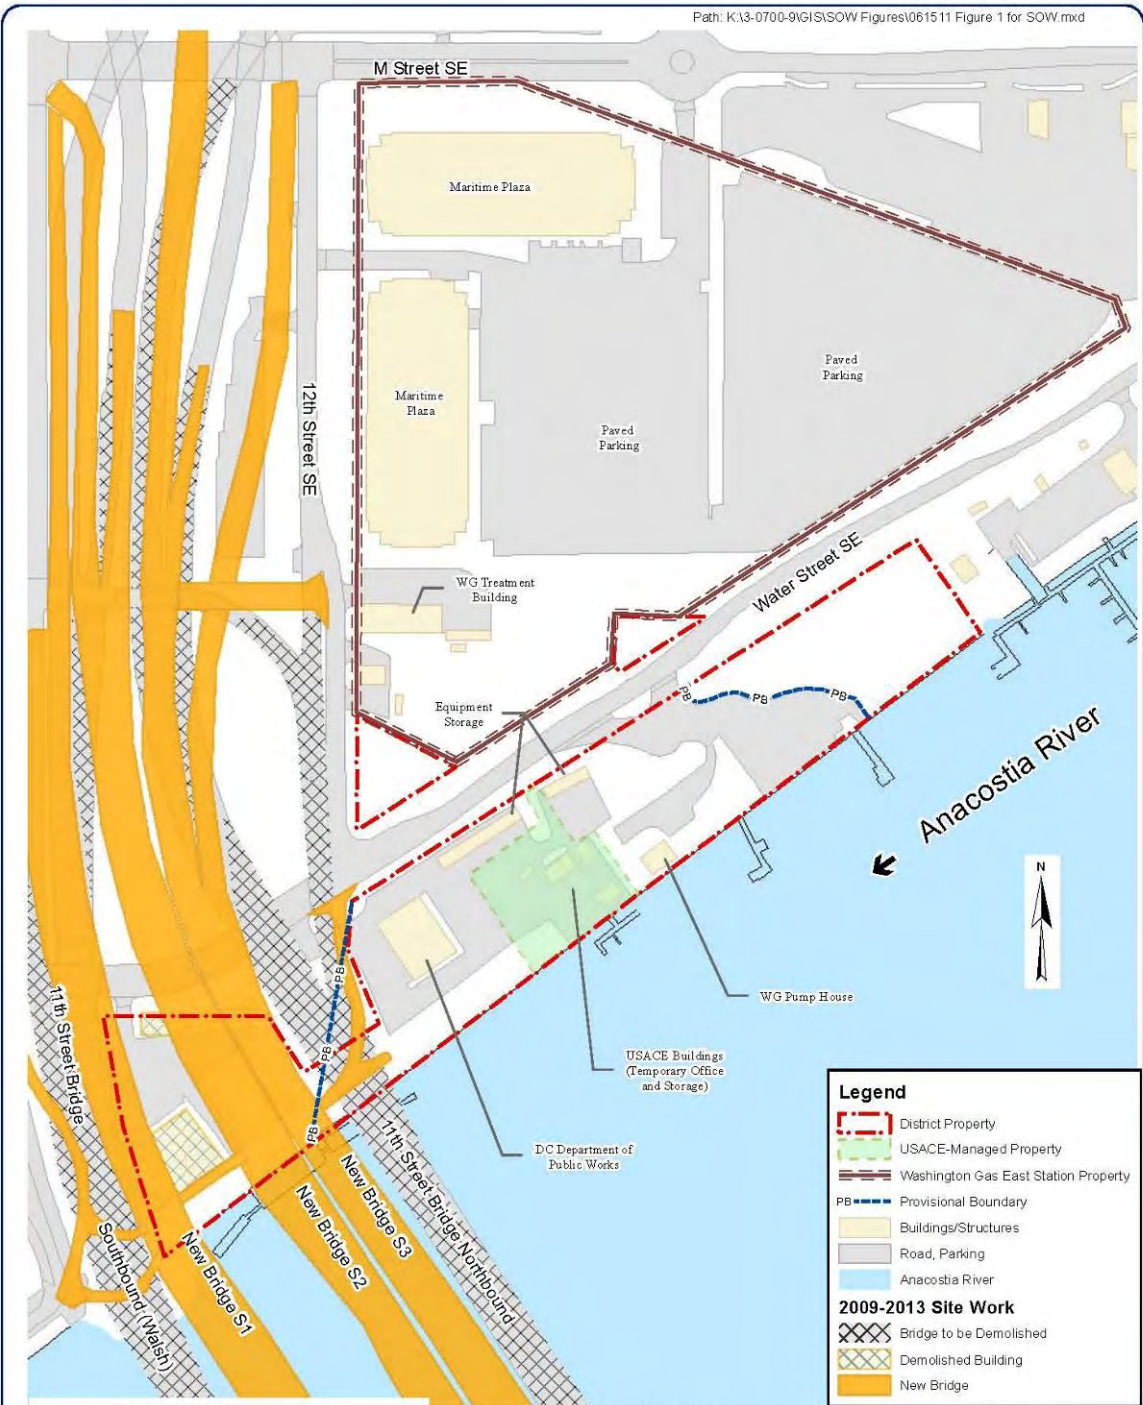 Path: K:\3-0700-9\GIS\SOW Figures\061511 Figure 1 for SOW.mxd
M Street SE
Maritime Plaza
Maritime
Plaza
Paved
Parking
Paved
Parking
12th Street SE
WG Treatment
Building
Water Street SE
Equipment
Storage
PB
PB
PB
Anacostia River
N
PB
PB
PB
WG Pump House
USACE Buildings
(Temporary Office
and Storage)
DC Department of
Public Works
11th Street Bridge
Southbound (Walsh)
New Bridge S1
New Bridge S2
New Bridge S3
11th Street Bridge Northbound
Legend
District Property
USACE-Managed Property
Washington Gas East Station Property
PB Provisional Boundary
Buildings/Structures
Road, Parking
Anacostia River
2009-2013 Site Work
Bridge to be Demolished
Demolished Building
New Bridge